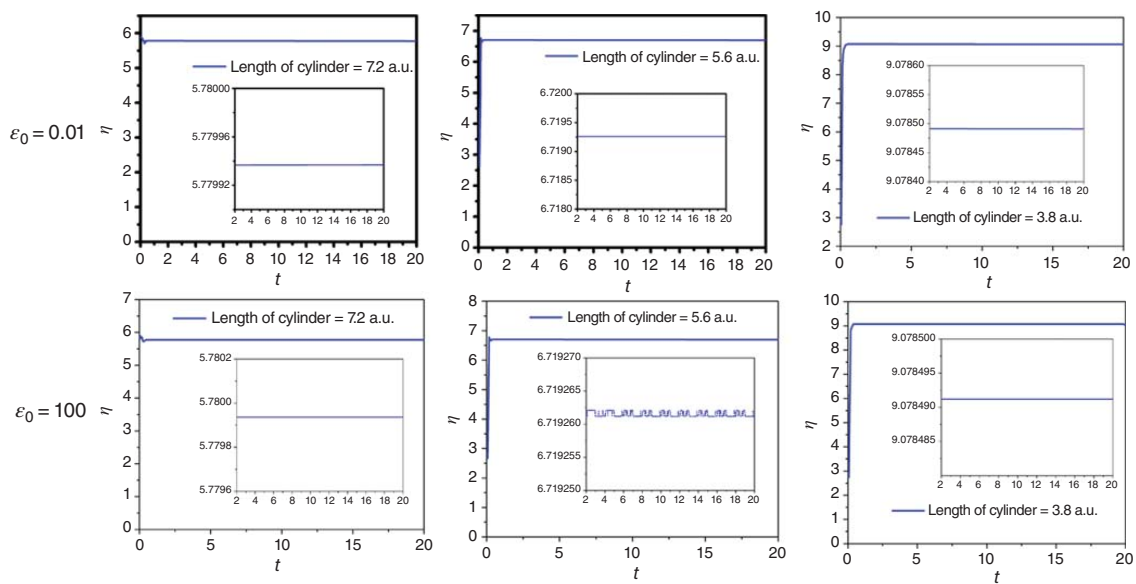 ε0 = 0.01
η
6
5
4
3
2
1
0
0 2 4 6 8 10 12 14 16 18 20
t
Length of cylinder = 7.2 a.u.
5.78000
5.77996
5.77992
2 4 6 8 10 12 14 16 18 20
η
7
6
5
4
3
2
1
0
0 2 4 6 8 10 12 14 16 18 20
t
Length of cylinder = 5.6 a.u.
6.7200
6.7195
6.7190
6.7185
6.7180
2 4 6 8 10 12 14 16 18 20
η
10
9
8
7
6
5
4
3
2
0 5 10 15 20
t
9.07860
9.07855
9.07850
9.07845
9.07840
2 4 6 8 10 12 14 16 18 20
Length of cylinder = 3.8 a.u.
ε0 = 100
η
7
6
5
4
3
2
1
0
0 5 10 15 20
t
Length of cylinder = 7.2 a.u.
5.7802
5.7800
5.7798
5.7796
2 4 6 8 10 12 14 16 18 20
η
8
7
6
5
4
3
2
1
0
0 5 10 15 20
t
Length of cylinder = 5.6 a.u.
6.719270
6.719265
6.719260
6.719255
6.719250
2 4 6 8 10 12 14 16 18 20
η
10
9
8
7
6
5
4
3
2
1
0
0 5 10 15 20
t
9.078500
9.078495
9.078490
9.078485
2 4 6 8 10 12 14 16 18 20
Length of cylinder = 3.8 a.u.